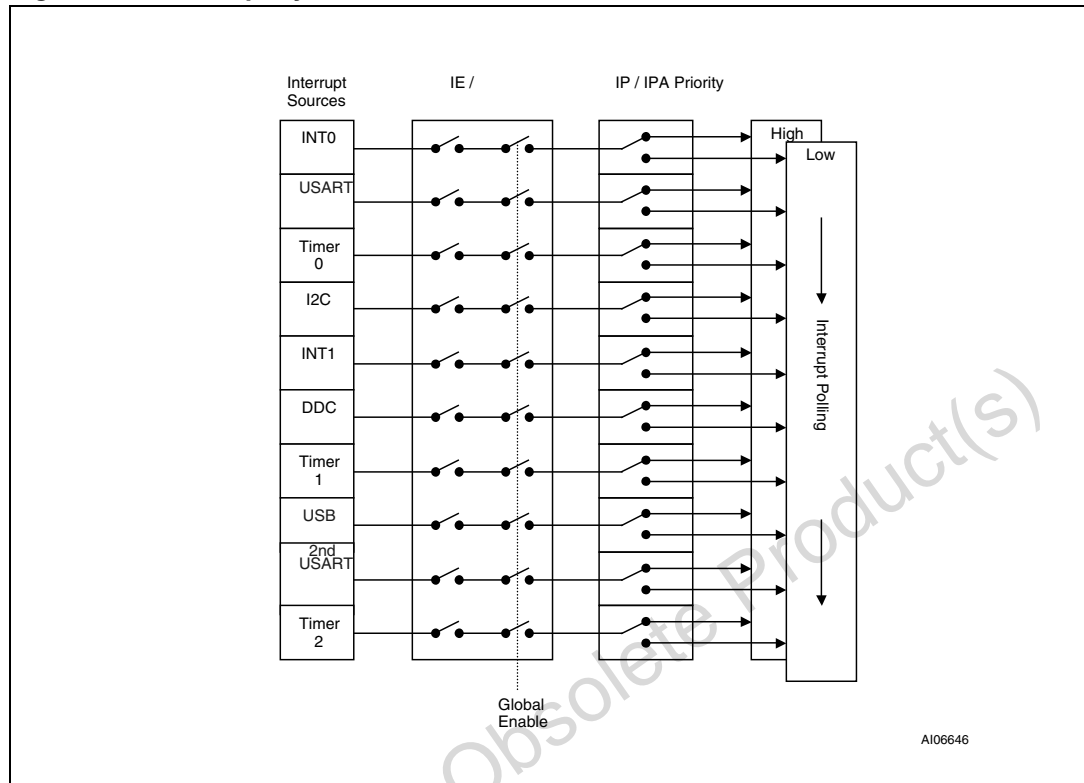 Interrupt
Sources
IE /
IP / IPA Priority
INT0
USART
Timer
0
I2C
INT1
DDC
Timer
1
USB
2nd
USART
Timer
2
High
Low
Interrupt Polling
Global
Enable
Obsolete Product(s)
AI06646